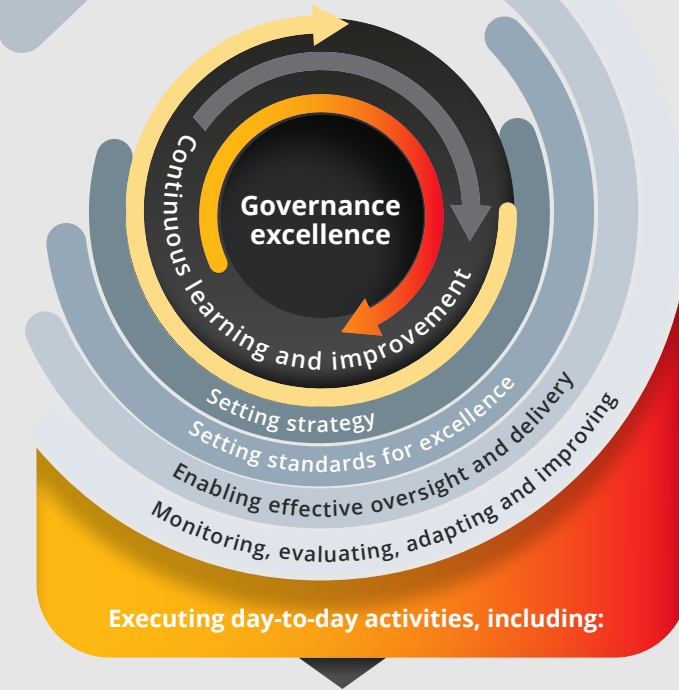 Governance
excellence
Continuous learning and improvement
Setting strategy
Setting standards for excellence
Enabling effective oversight and delivery
Monitoring, evaluating, adapting and improving
Executing day-to-day activities, including: